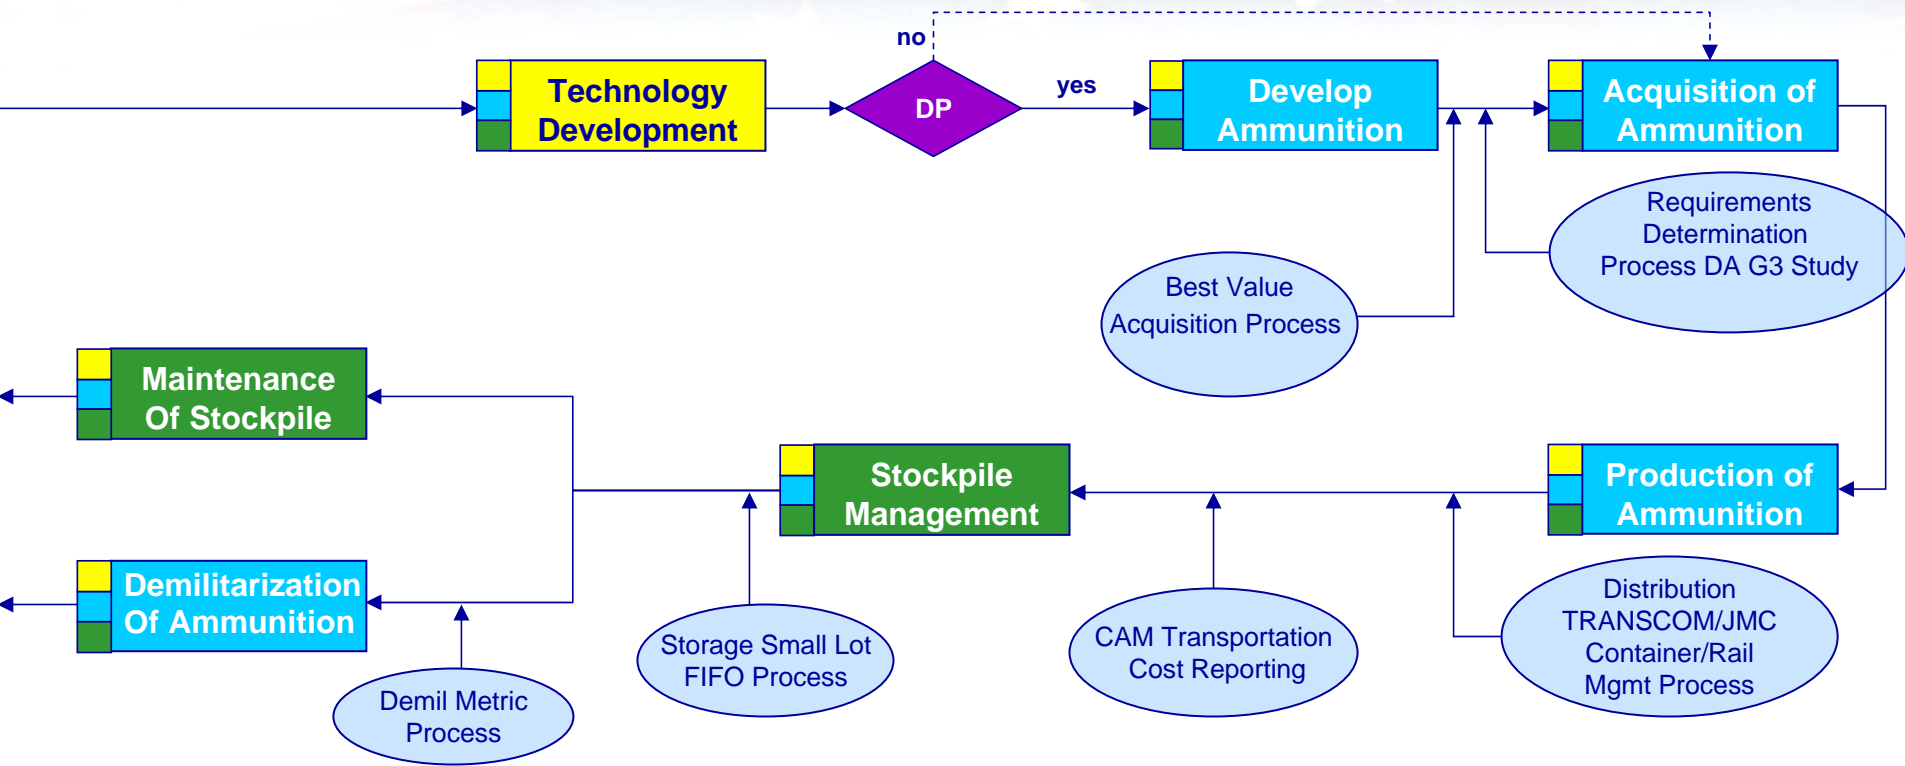 no
Technology
Development
DP
yes
Develop
Ammunition
Acquisition of
Ammunition
Requirements
Determination
Process DA G3 Study
Best Value
Acquisition Process
Maintenance
Of Stockpile
Stockpile
Management
Production of
Ammunition
Demilitarization
Of Ammunition
Demil Metric
Process
Storage Small Lot
FIFO Process
CAM Transportation
Cost Reporting
Distribution
TRANSCOM/JMC
Container/Rail
Mgmt Process